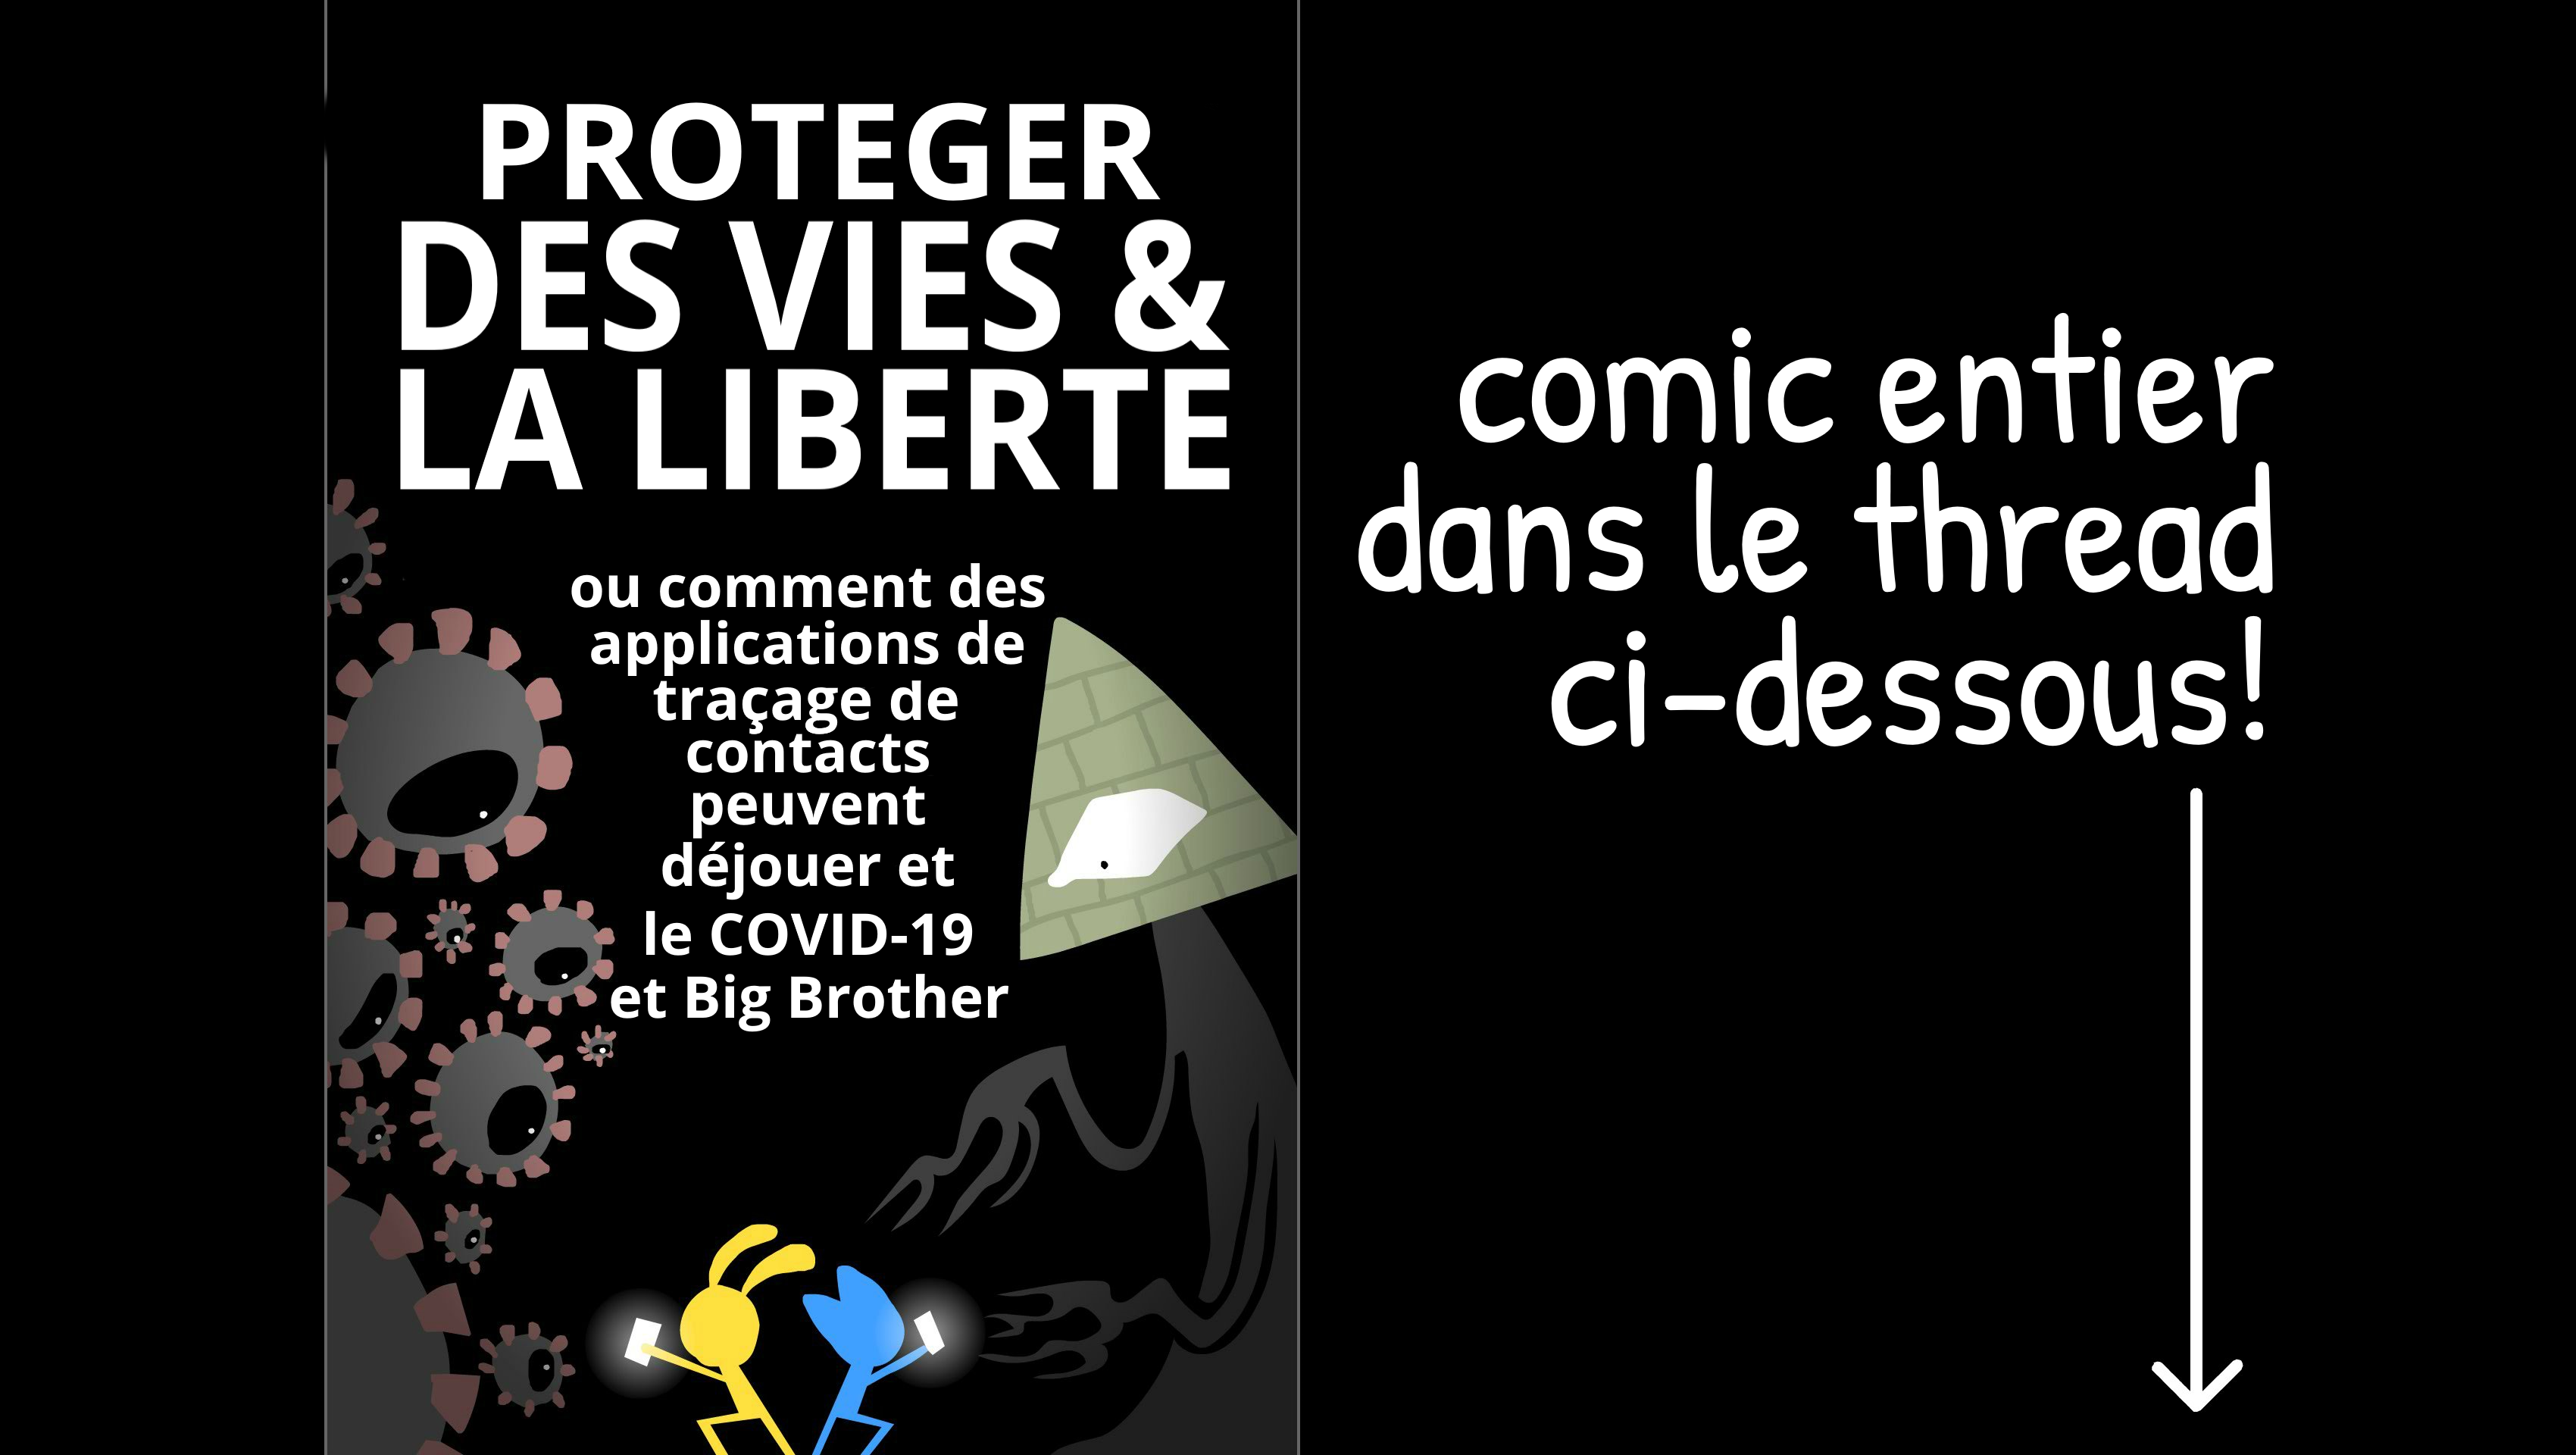 PROTEGER
DES VIES &
LA LIBERTE
ou comment des
applications de
traçage de
contacts
peuvent
déjouer et
le COVID-19
et Big Brother
comic entier
dans le thread
ci-dessous!